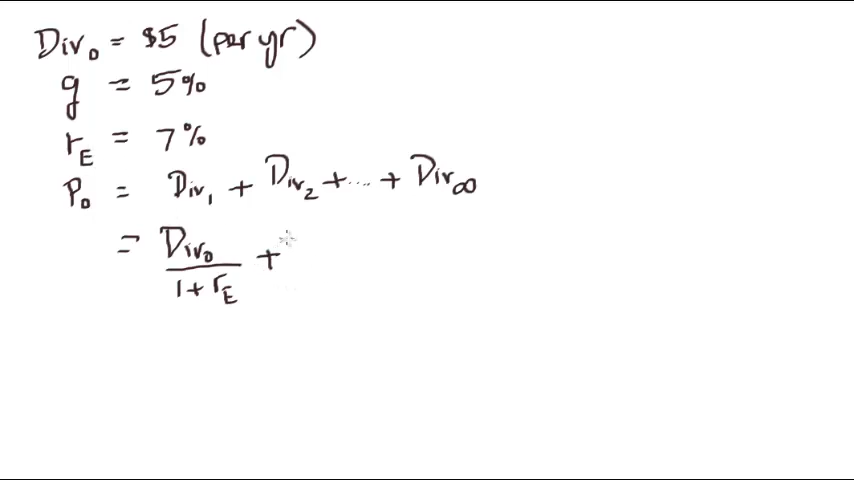 Div₀ = $5 (per yr)
g = 5%
r_E = 7%
P₀ = Div₁ + Div₂ + .... + Div∞
= Div₀ / 1 + r_E +